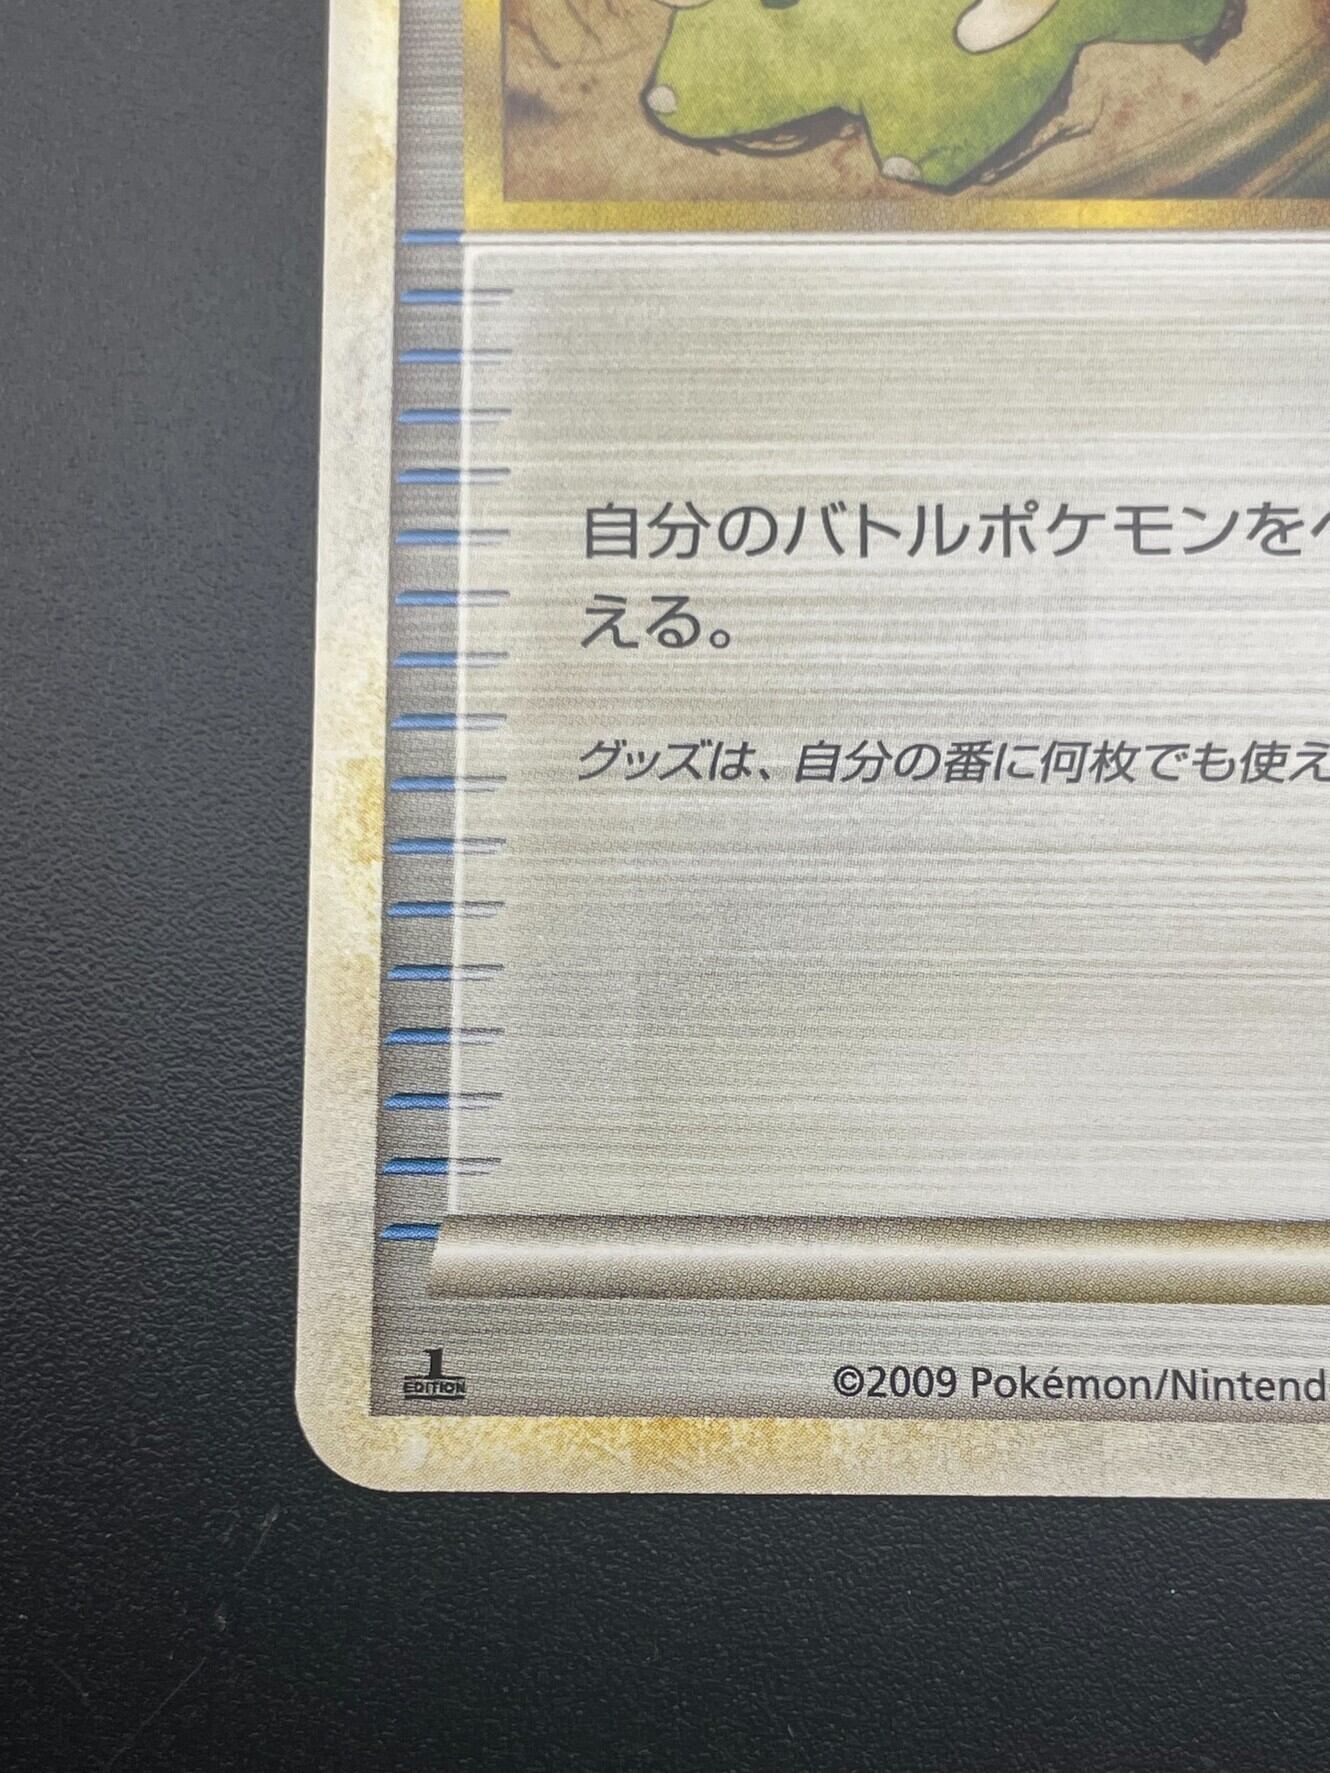 自分のバトルポケモンを
える。
グッズは、自分の番に何枚でも使え
1
EDITION
©2009 Pokémon/Nintend